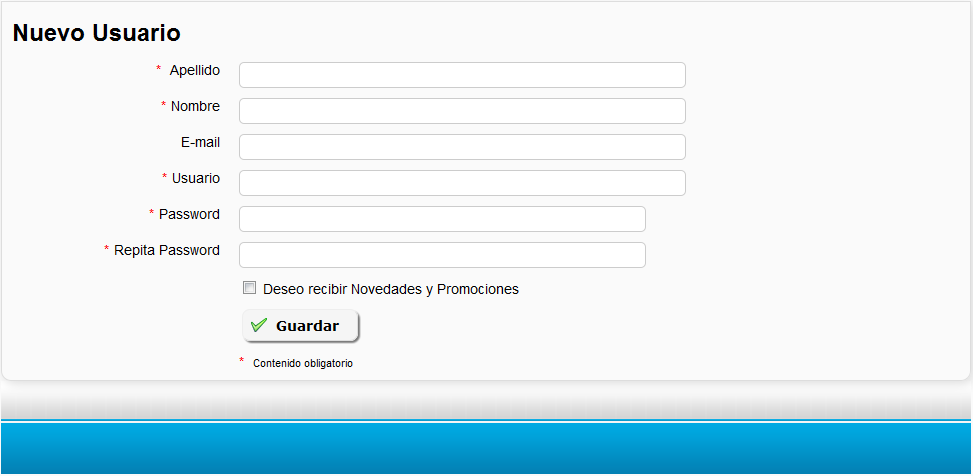 Nuevo Usuario
* Apellido
* Nombre
E-mail
* Usuario
* Password
* Repita Password
Deseo recibir Novedades y Promociones
Guardar
* Contenido obligatorio